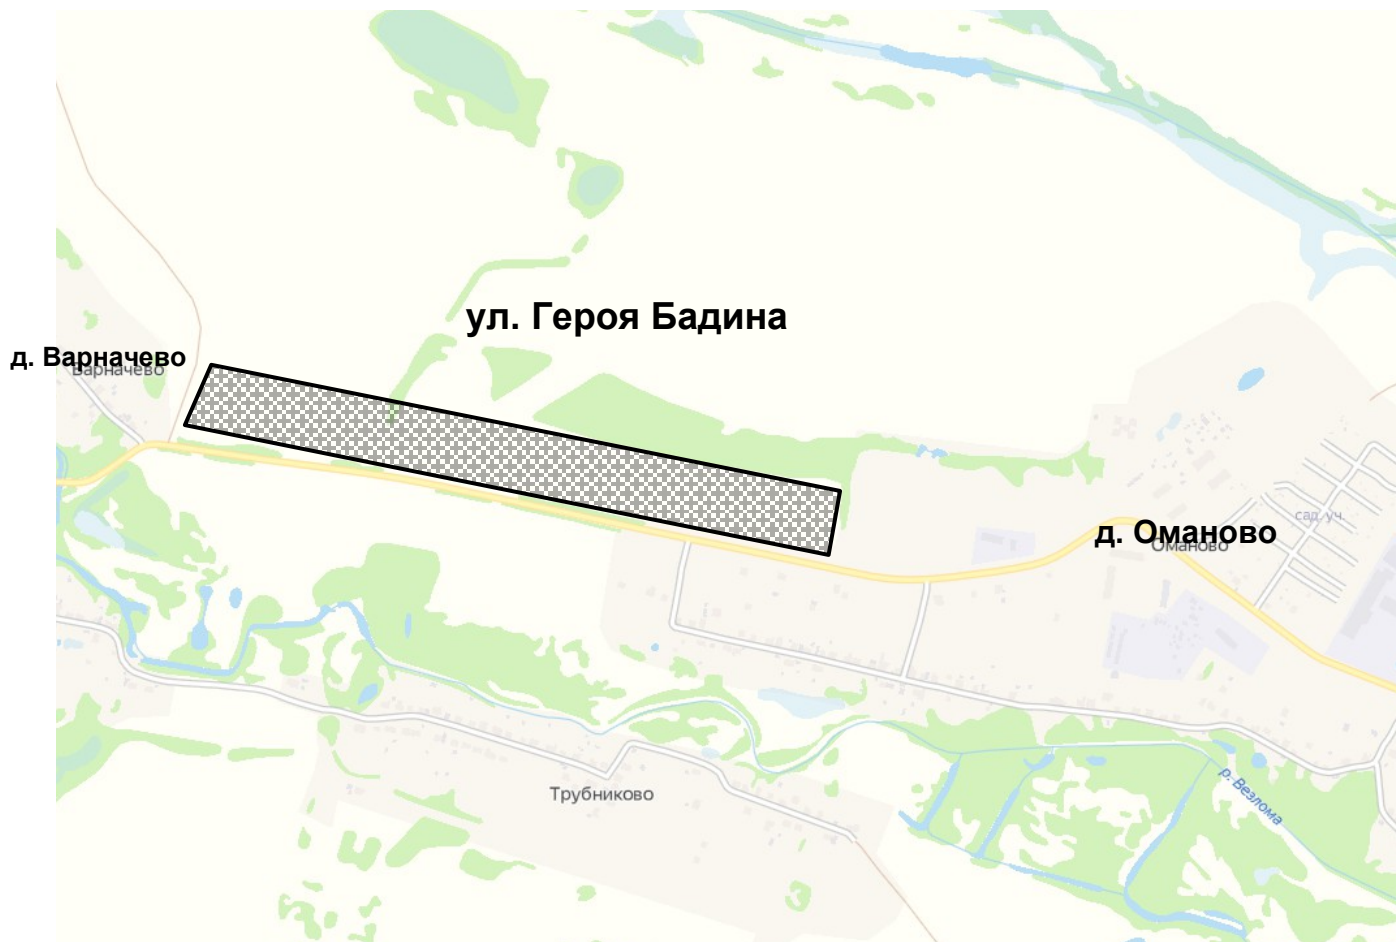 ул. Героя Бадина
д. Варначево
Варначево
сад. уч.
д. Оманово
Оманово
р. Везлома
Трубниково